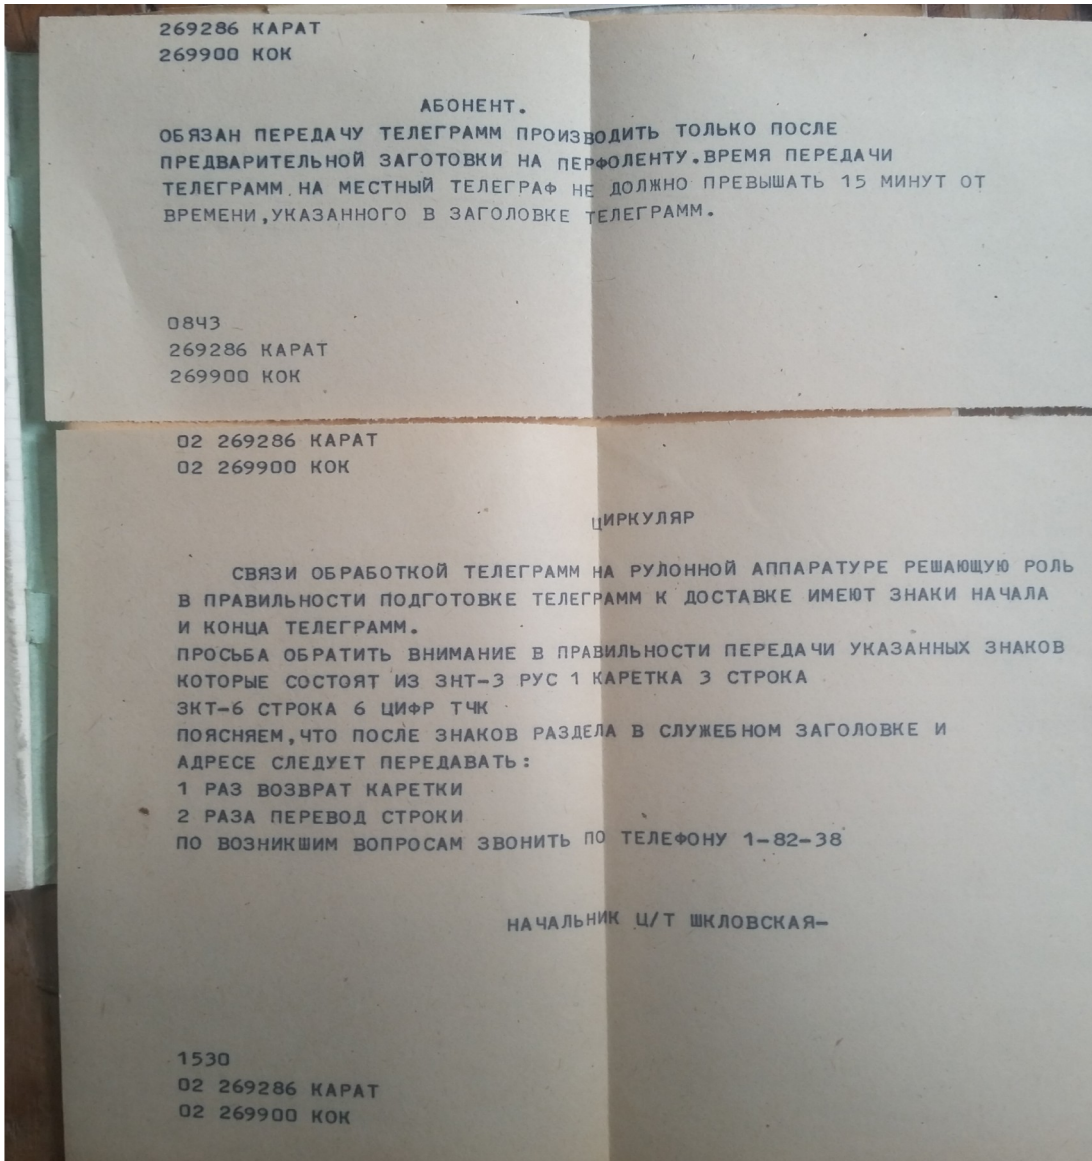 269286 КАРАТ
269900 КОК
АБОНЕНТ.
ОБЯЗАН ПЕРЕДАЧУ ТЕЛЕГРАММ ПРОИЗВОДИТЬ ТОЛЬКО ПОСЛЕ
ПРЕДВАРИТЕЛЬНОЙ ЗАГОТОВКИ НА ПЕРФОЛЕНТУ.ВРЕМЯ ПЕРЕДАЧИ
ТЕЛЕГРАММ НА МЕСТНЫЙ ТЕЛЕГРАФ НЕ ДОЛЖНО ПРЕВЫШАТЬ 15 МИНУТ ОТ
ВРЕМЕНИ,УКАЗАННОГО В ЗАГОЛОВКЕ ТЕЛЕГРАММ.
0843
269286 КАРАТ
269900 КОК
02 269286 КАРАТ
02 269900 КОК
ЦИРКУЛЯР
СВЯЗИ ОБРАБОТКОЙ ТЕЛЕГРАММ НА РУЛОННОЙ АППАРАТУРЕ РЕШАЮЩУЮ РОЛЬ
В ПРАВИЛЬНОСТИ ПОДГОТОВКЕ ТЕЛЕГРАММ К ДОСТАВКЕ ИМЕЮТ ЗНАКИ НАЧАЛА
И КОНЦА ТЕЛЕГРАММ.
ПРОСЬБА ОБРАТИТЬ ВНИМАНИЕ В ПРАВИЛЬНОСТИ ПЕРЕДАЧИ УКАЗАННЫХ ЗНАКОВ
КОТОРЫЕ СОСТОЯТ ИЗ ЗНТ-3 РУС 1 КАРЕТКА 3 СТРОКА
ЗКТ-6 СТРОКА 6 ЦИФР ТЧК
ПОЯСНЯЕМ,ЧТО ПОСЛЕ ЗНАКОВ РАЗДЕЛА В СЛУЖЕБНОМ ЗАГОЛОВКЕ И
АДРЕСЕ СЛЕДУЕТ ПЕРЕДАВАТЬ:
1 РАЗ ВОЗВРАТ КАРЕТКИ
2 РАЗА ПЕРЕВОД СТРОКИ
ПО ВОЗНИКШИМ ВОПРОСАМ ЗВОНИТЬ ПО ТЕЛЕФОНУ 1-82-38
НАЧАЛЬНИК Ц/Т ШКЛОВСКАЯ-
1530
02 269286 КАРАТ
02 269900 КОК